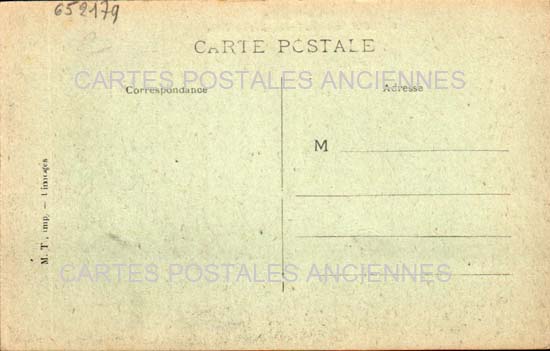 652179
CARTE POSTALE
CARTES POSTALES ANCIENNES
Correspondance
Adresse
M
M. T., imp. — Limoges
CARTES POSTALES ANCIENNES